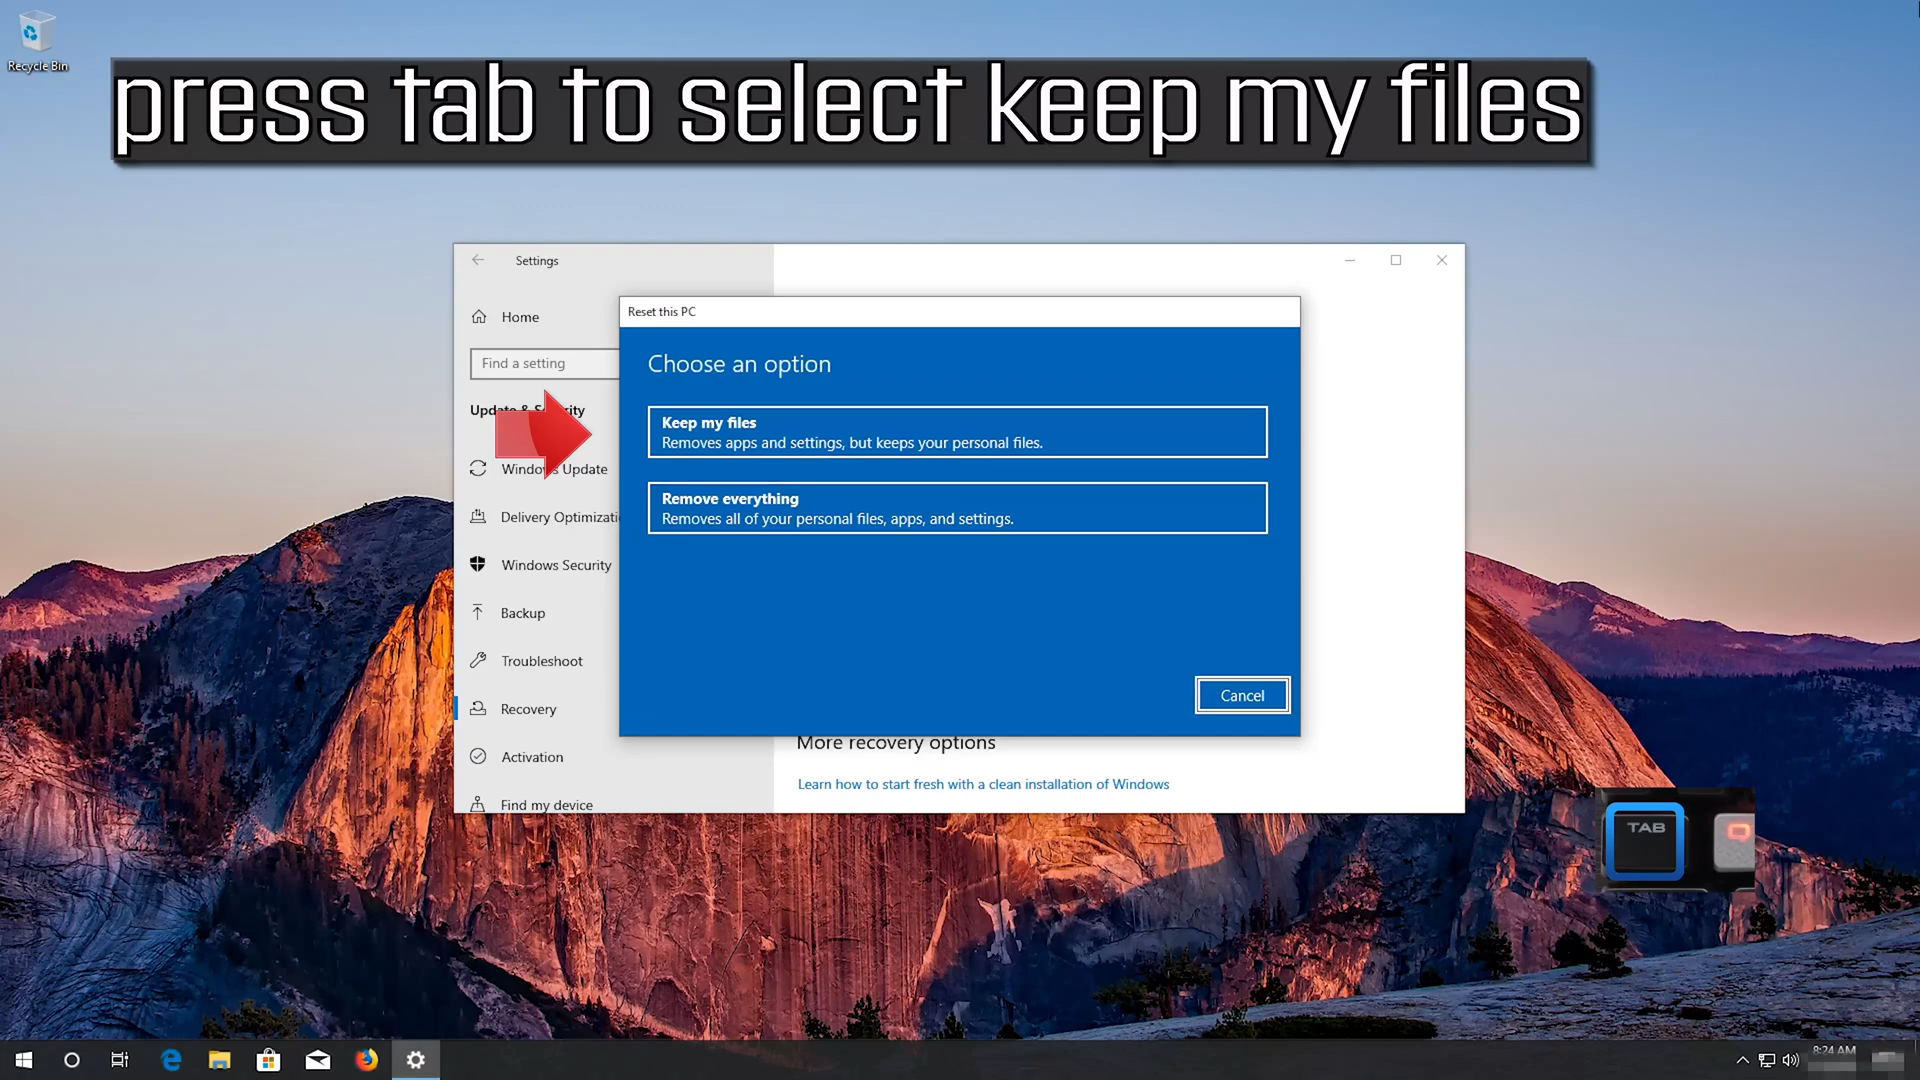 Recycle Bin
press tab to select keep my files
Settings
Home
Find a setting
Update & Security
Windows Update
Delivery Optimizati
Windows Security
Backup
Troubleshoot
Recovery
Activation
Find my device
Reset this PC
Choose an option
Keep my files
Removes apps and settings, but keeps your personal files.
Remove everything
Removes all of your personal files, apps, and settings.
Cancel
More recovery options
Learn how to start fresh with a clean installation of Windows
TAB
Q
8:24 AM